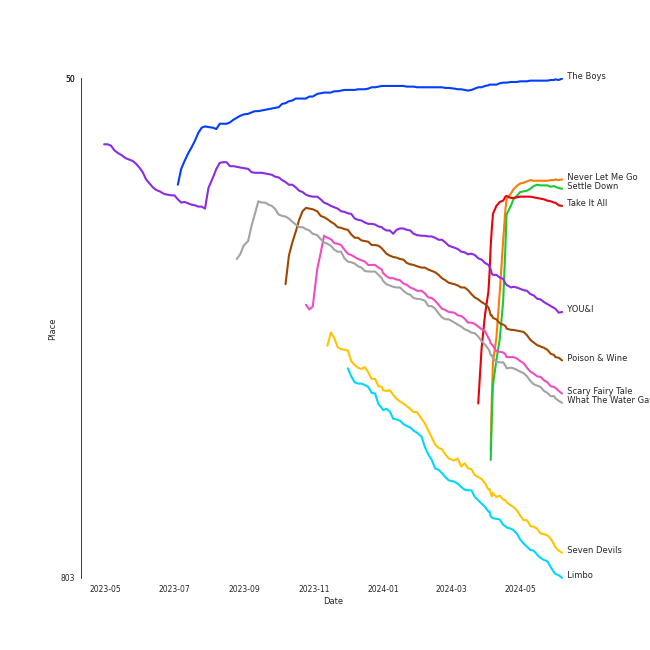 50
The Boys
Never Let Me Go
Settle Down
Take It All
YOU&I
Place
Poison & Wine
Scary Fairy Tale
What The Water Ga
Seven Devils
Limbo
803
2023-05 2023-07 2023-09 2023-11 2024-01 2024-03 2024-05
Date